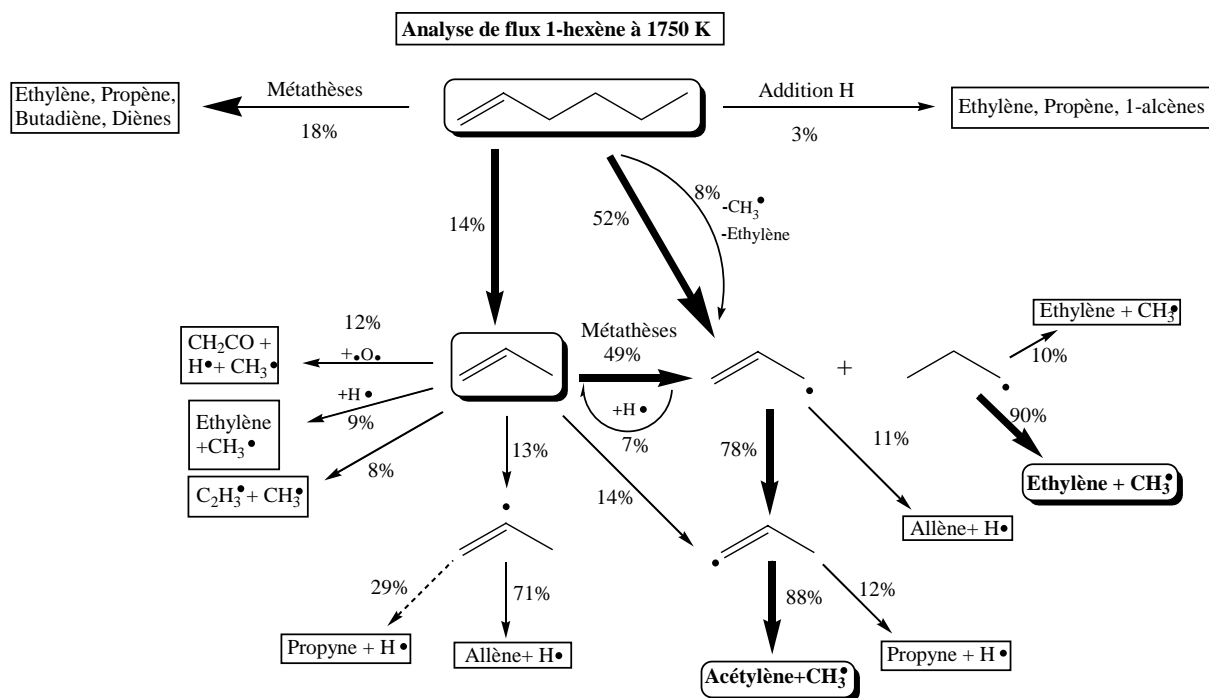 Analyse de flux 1-hexène à 1750 K
Ethylène, Propène,
Butadiène, Diènes
Métathèses
18%
Addition H
3%
Ethylène, Propène, 1-alcènes
14%
52%
8%
-CH3•
-Ethylène
CH2CO +
H•+ CH3•
12%
+•O•
Métathèses
49%
+H•
7%
+
Ethylène + CH3•
10%
90%
Ethylène + CH3•
+H•
9%
Ethylène
+CH3•
8%
C2H3•+ CH3•
13%
14%
78%
11%
Allène+ H•
29%
71%
88%
12%
Propyne + H•
Allène+ H•
Acétylène+CH3•
Propyne + H•